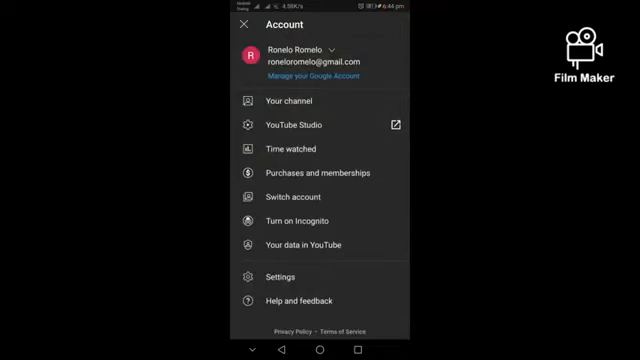 4.58K/s
6:44 pm
Account
R
Ronelo Romelo
roneloromelo@gmail.com
Manage your Google Account
Your channel
YouTube Studio
Time watched
Purchases and memberships
Switch account
Turn on Incognito
Your data in YouTube
Settings
Help and feedback
Privacy Policy • Terms of Service
Film Maker